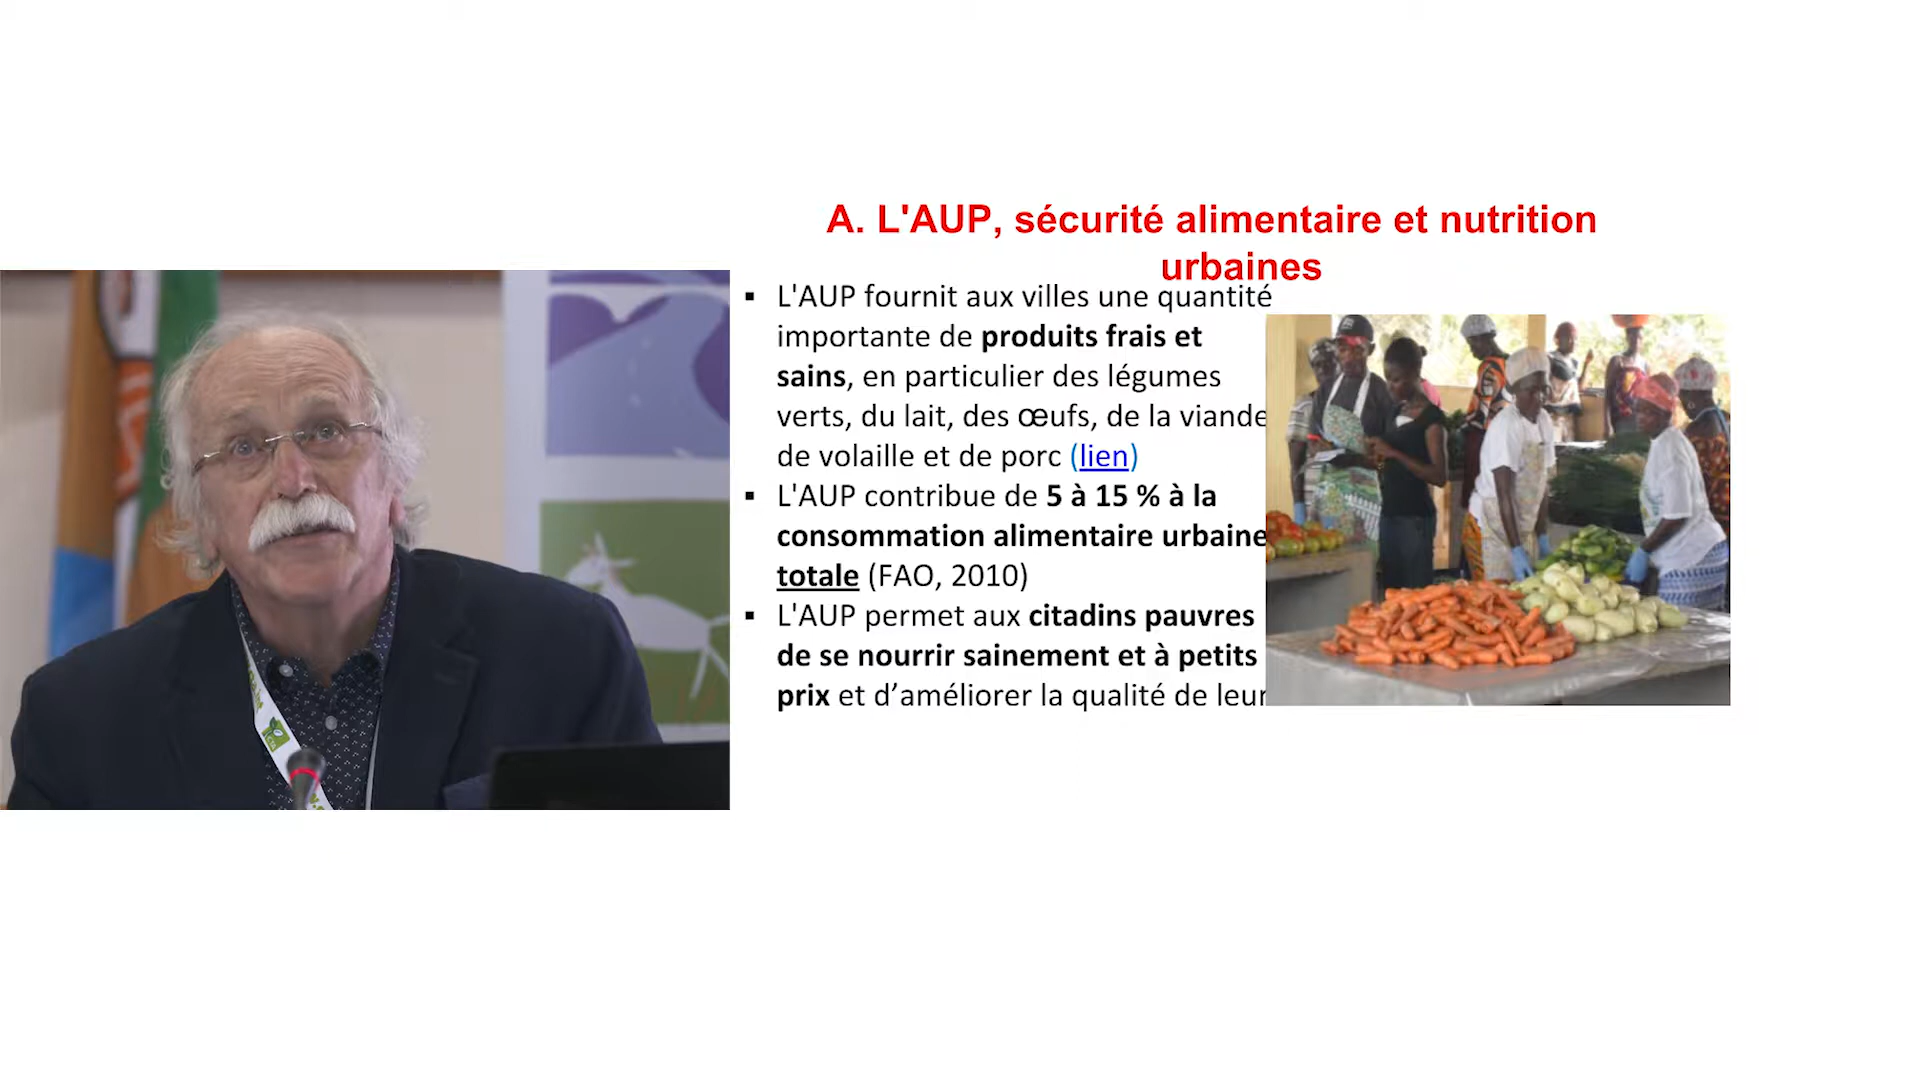 A. L'AUP, sécurité alimentaire et nutrition
urbaines
▪ L'AUP fournit aux villes une quantité
importante de produits frais et
sains, en particulier des légumes
verts, du lait, des œufs, de la viande
de volaille et de porc (lien)
▪ L'AUP contribue de 5 à 15 % à la
consommation alimentaire urbaine
totale (FAO, 2010)
▪ L'AUP permet aux citadins pauvres
de se nourrir sainement et à petits
prix et d’améliorer la qualité de leur